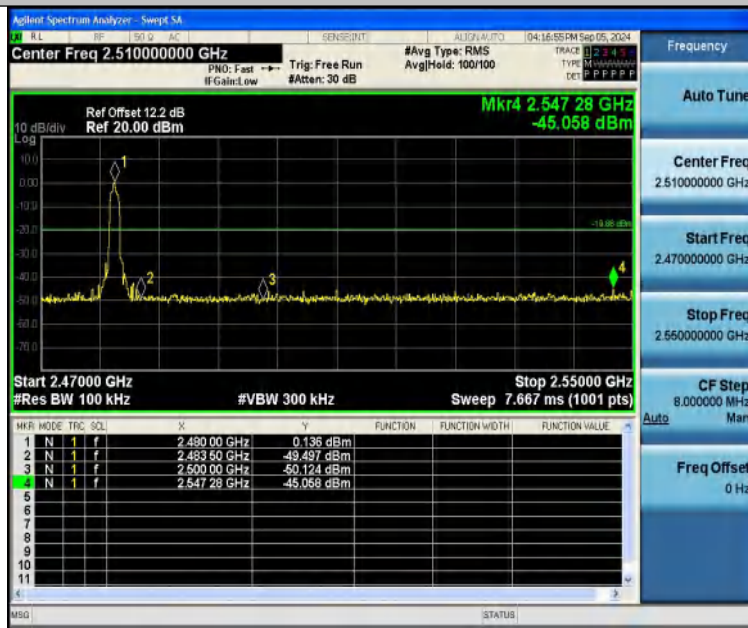 Agilent Spectrum Analyzer - Swept SA
RL RF 50 Ω AC SENSE:INT ALIGN AUTO 04:16:55 PM Sep 05, 2024
Center Freq 2.510000000 GHz
PNO: Fast
IFGain:Low
Trig: Free Run
#Atten: 30 dB
#Avg Type: RMS
Avg|Hold: 100/100
TRACE 1 2 3 4 5
TYPE M
DET P P P P P P
Ref Offset 12.2 dB
10 dB/div Ref 20.00 dBm
Log
Mkr4 2.547 28 GHz
-45.058 dBm
10.0
0.00
-20.0
-30.0
-40.0
-50.0
-60.0
-70.0
-19.86 dBm
1
2
3
4
Start 2.47000 GHz Stop 2.55000 GHz
#Res BW 100 kHz #VBW 300 kHz Sweep 7.667 ms (1001 pts)
MKR MODE TRC SCL X Y FUNCTION FUNCTION WIDTH FUNCTION VALUE
1 N 1 f 2.480 00 GHz 0.136 dBm
2 N 1 f 2.483 50 GHz -49.497 dBm
3 N 1 f 2.500 00 GHz -50.124 dBm
4 N 1 f 2.547 28 GHz -45.058 dBm
5
6
7
8
9
10
11
MSG STATUS
Frequency
Auto Tune
Center Freq
2.510000000 GHz
Start Freq
2.470000000 GHz
Stop Freq
2.550000000 GHz
CF Step
8.000000 MHz
Auto Man
Freq Offset
0 Hz